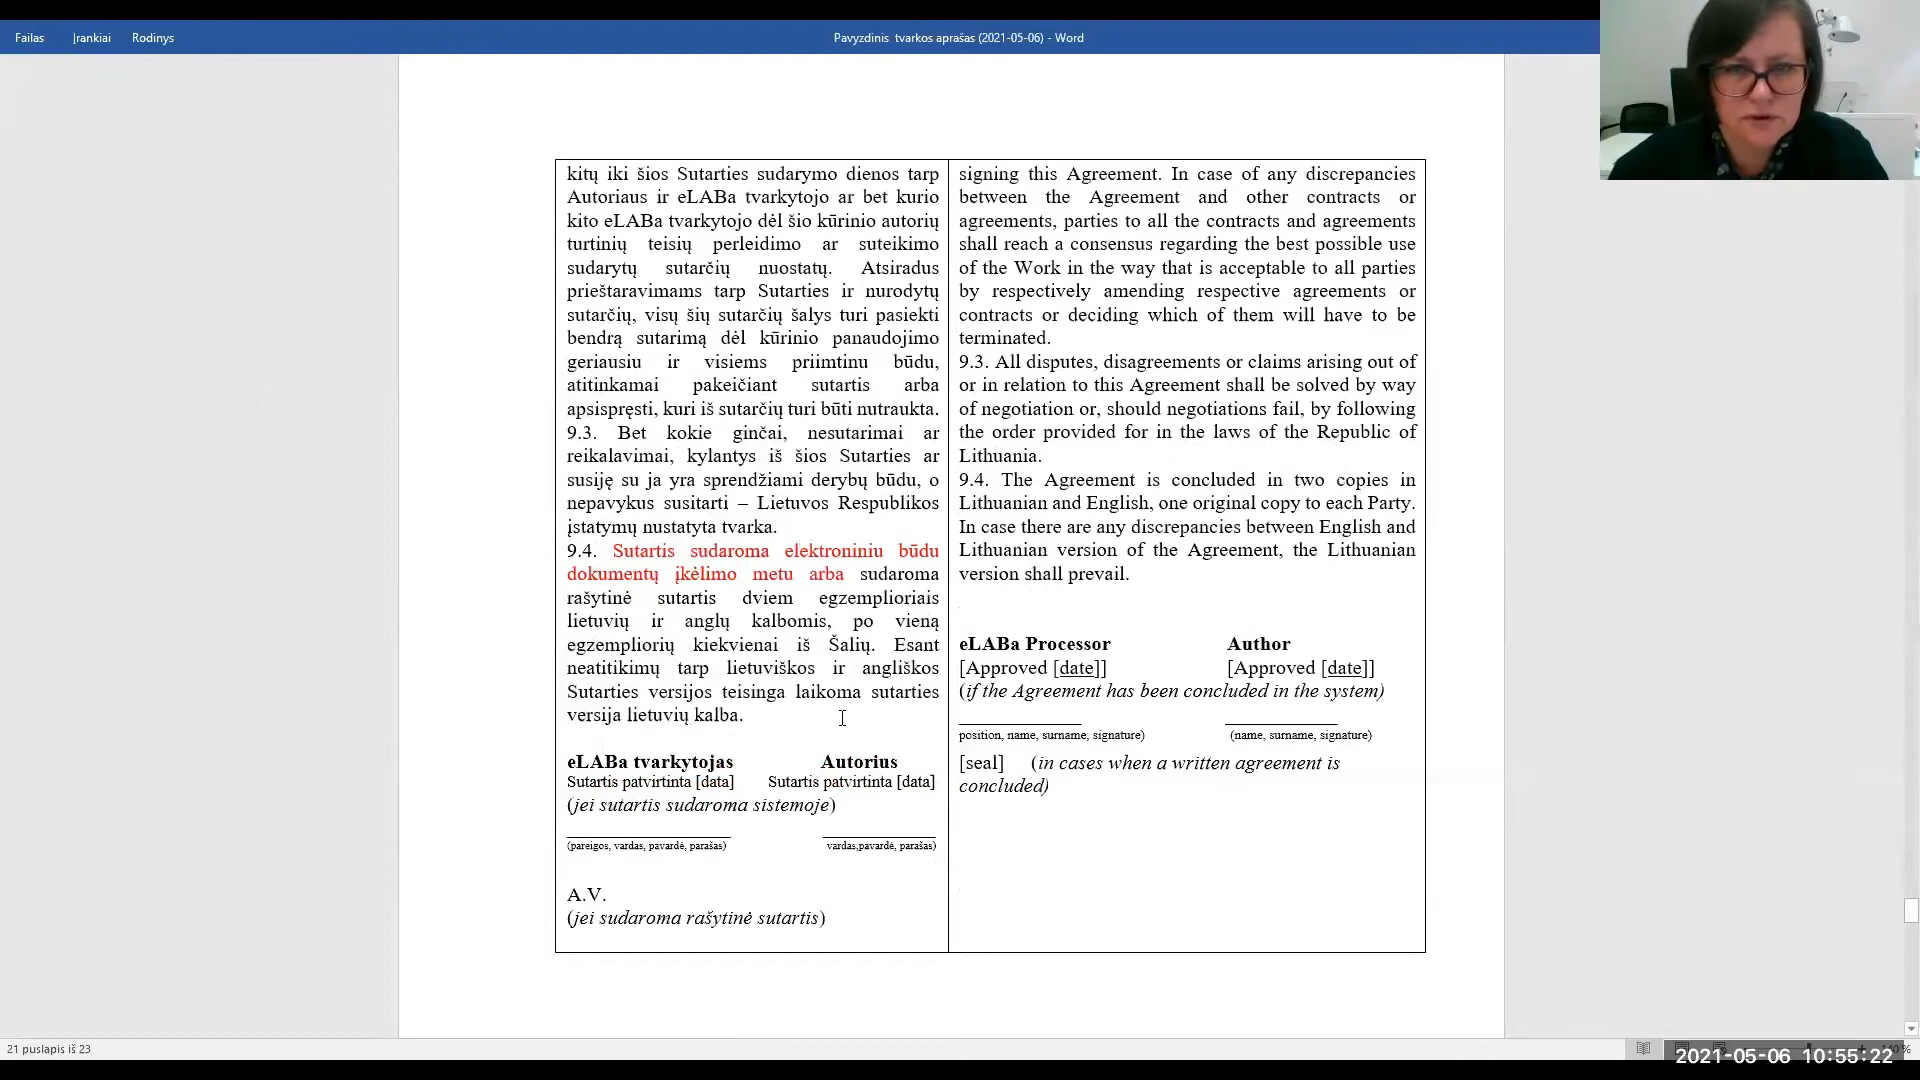 Failas Įrankiai Rodinys
Pavyzdinis tvarkos aprašas (2021-05-06) - Word
kitų iki šios Sutarties sudarymo dienos tarp
Autoriaus ir eLABa tvarkytojo ar bet kurio
kito eLABa tvarkytojo dėl šio kūrinio autorių
turtinių teisių perleidimo ar suteikimo
sudarytų sutarčių nuostatų. Atsiradus
prieštaravimams tarp Sutarties ir nurodytų
sutarčių, visų šių sutarčių šalys turi pasiekti
bendrą sutarimą dėl kūrinio panaudojimo
geriausiu ir visiems priimtinu būdu,
atitinkamai pakeičiant sutartis arba
apsispręsti, kuri iš sutarčių turi būti nutraukta.
9.3. Bet kokie ginčai, nesutarimai ar
reikalavimai, kylantys iš šios Sutarties ar
susiję su ja yra sprendžiami derybų būdu, o
nepavykus susitarti – Lietuvos Respublikos
įstatymų nustatyta tvarka.
9.4. Sutartis sudaroma elektroniniu būdu
dokumentų įkėlimo metu arba sudaroma
rašytinė sutartis dviem egzemplioriais
lietuvių ir anglų kalbomis, po vieną
egzempliorių kiekvienai iš Šalių. Esant
neatitikimų tarp lietuviškos ir angliškos
Sutarties versijos teisinga laikoma sutarties
versija lietuvių kalba.
eLABa tvarkytojas Autorius
Sutartis patvirtinta [data] Sutartis patvirtinta [data]
(jei sutartis sudaroma sistemoje)
(pareigos, vardas, pavardė, parašas) vardas,pavardė, parašas)
A.V.
(jei sudaroma rašytinė sutartis)
signing this Agreement. In case of any discrepancies
between the Agreement and other contracts or
agreements, parties to all the contracts and agreements
shall reach a consensus regarding the best possible use
of the Work in the way that is acceptable to all parties
by respectively amending respective agreements or
contracts or deciding which of them will have to be
terminated.
9.3. All disputes, disagreements or claims arising out of
or in relation to this Agreement shall be solved by way
of negotiation or, should negotiations fail, by following
the order provided for in the laws of the Republic of
Lithuania.
9.4. The Agreement is concluded in two copies in
Lithuanian and English, one original copy to each Party.
In case there are any discrepancies between English and
Lithuanian version of the Agreement, the Lithuanian
version shall prevail.
eLABa Processor Author
[Approved [date]] [Approved [date]]
(if the Agreement has been concluded in the system)
position, name, surname, signature) (name, surname, signature)
[seal] (in cases when a written agreement is
concluded)
21 puslapis iš 23
2021-05-06 10:55:22